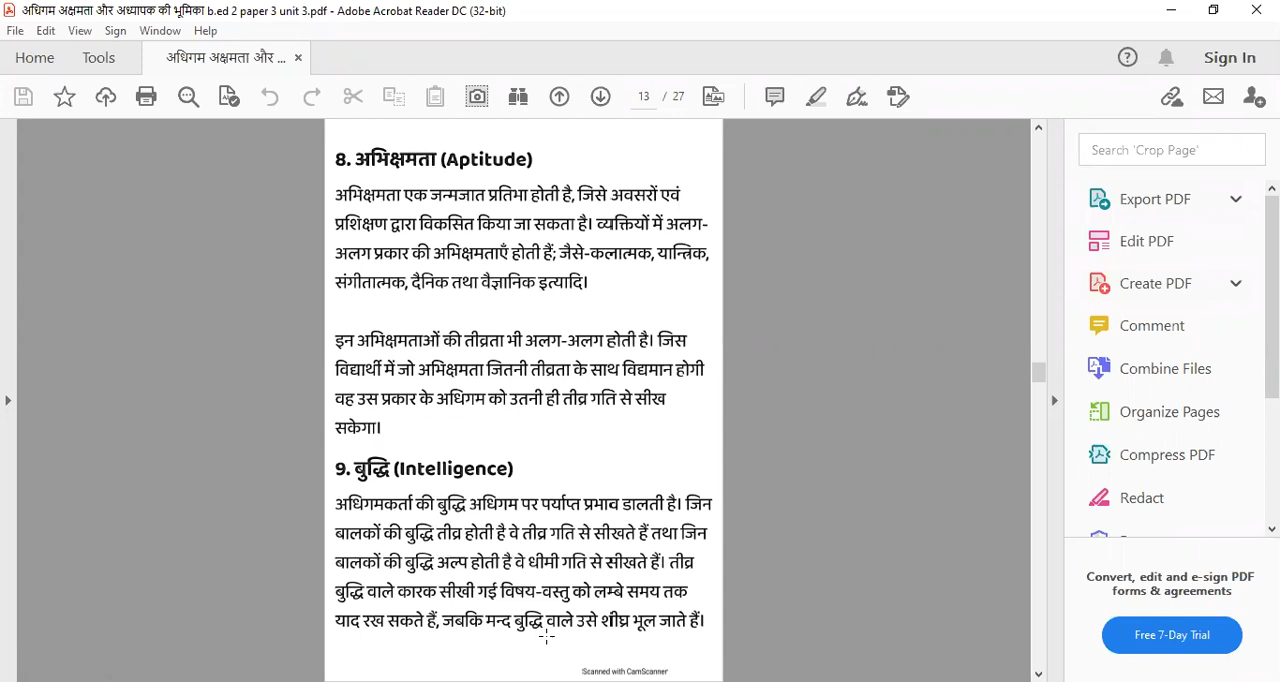 अधिगम अक्षमता और अध्यापक की भूमिका b.ed 2 paper 3 unit 3.pdf - Adobe Acrobat Reader DC (32-bit)
File Edit View Sign Window Help
Home Tools अधिगम अक्षमता और ... × Sign In
13 / 27
Search 'Crop Page'
Export PDF
Edit PDF
Create PDF
Comment
Combine Files
Organize Pages
Compress PDF
Redact
Convert, edit and e-sign PDF
forms & agreements
Free 7-Day Trial
8. अभिक्षमता (Aptitude)
अभिक्षमता एक जन्मजात प्रतिभा होती है, जिसे अवसरों एवं
प्रशिक्षण द्वारा विकसित किया जा सकता है। व्यक्तियों में अलग-
अलग प्रकार की अभिक्षमताएँ होती हैं; जैसे-कलात्मक, यान्त्रिक,
संगीतात्मक, दैनिक तथा वैज्ञानिक इत्यादि।
इन अभिक्षमताओं की तीव्रता भी अलग-अलग होती है। जिस
विद्यार्थी में जो अभिक्षमता जितनी तीव्रता के साथ विद्यमान होगी
वह उस प्रकार के अधिगम को उतनी ही तीव्र गति से सीख
सकेगा।
9. बुद्धि (Intelligence)
अधिगमकर्ता की बुद्धि अधिगम पर पर्याप्त प्रभाव डालती है। जिन
बालकों की बुद्धि तीव्र होती है वे तीव्र गति से सीखते हैं तथा जिन
बालकों की बुद्धि अल्प होती है वे धीमी गति से सीखते हैं। तीव्र
बुद्धि वाले कारक सीखी गई विषय-वस्तु को लम्बे समय तक
याद रख सकते हैं, जबकि मन्द बुद्धि वाले उसे शीघ्र भूल जाते हैं।
Scanned with CamScanner